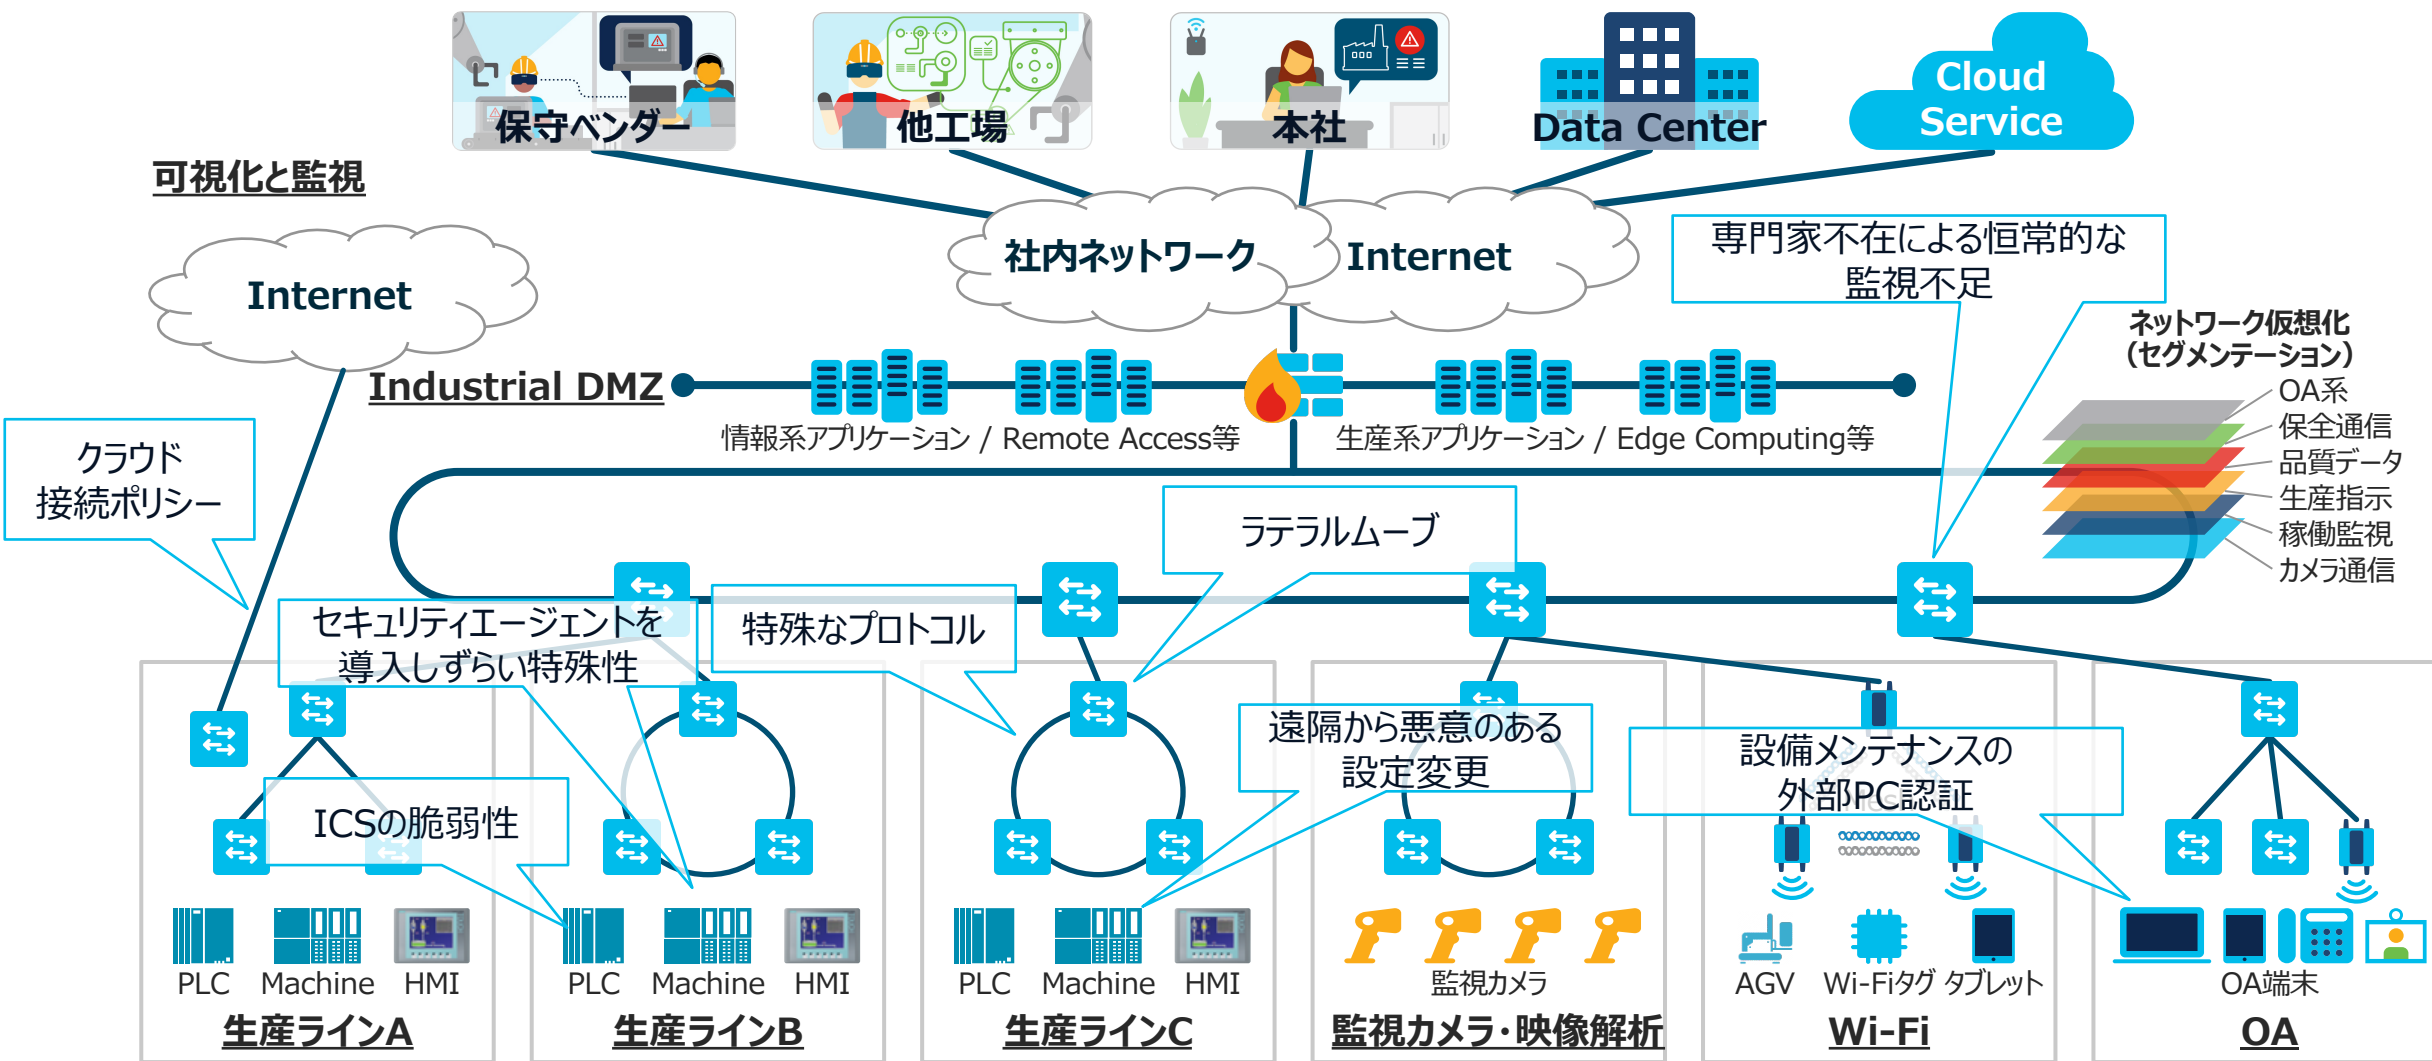 保守ベンダー
他工場
本社
Data Center
Cloud
Service
可視化と監視
Internet
社内ネットワーク
Internet
専門家不在による恒常的な
監視不足
ネットワーク仮想化
（セグメンテーション）
OA系
保全通信
品質データ
生産指示
稼働監視
カメラ通信
Industrial DMZ
情報系アプリケーション / Remote Access等
生産系アプリケーション / Edge Computing等
クラウド
接続ポリシー
ラテラルムーブ
セキュリティエージェントを
導入しずらい特殊性
特殊なプロトコル
遠隔から悪意のある
設定変更
設備メンテナンスの
外部PC認証
ICSの脆弱性
PLC
Machine
HMI
生産ラインA
PLC
Machine
HMI
生産ラインB
PLC
Machine
HMI
生産ラインC
監視カメラ
監視カメラ・映像解析
AGV
Wi-Fiタグ
タブレット
Wi-Fi
OA端末
OA